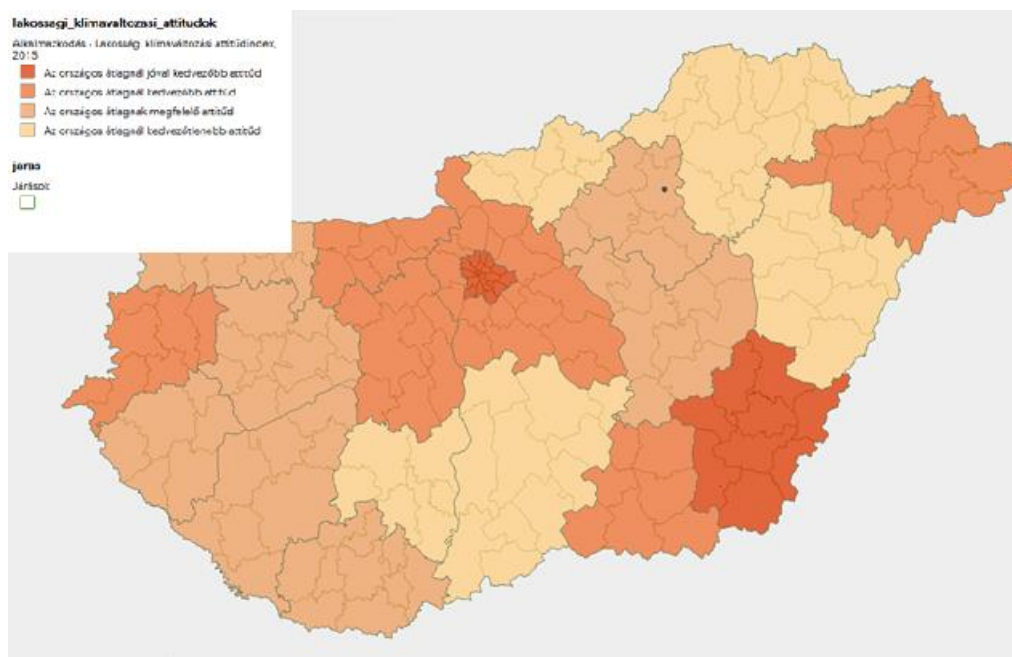 lakossagi_klimavaltozasi_attitudok
Alkalmazkodás - Lakosság klímaváltozási attitűdindex,
2015
Az országos átlagnál jóval kedvezőbb attitűd
Az országos átlagnál kedvezőbb attitűd
Az országos átlagnak megfelelő attitűd
Az országos átlagnál kedvezőtlenebb attitűd
jaras
Járások